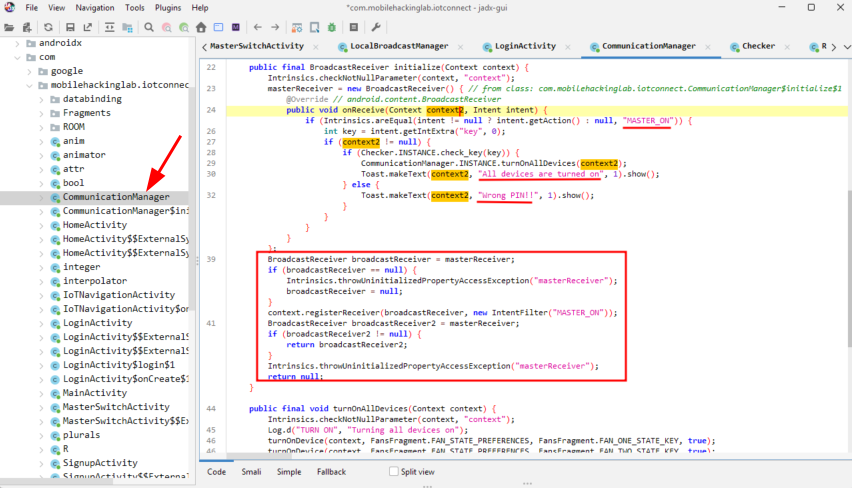 File View Navigation Tools Plugins Help
*com.mobilehackinglab.iotconnect - jadx-gui
androidx
com
google
mobilehackinglab.iotconnec
databinding
Fragments
ROOM
anim
animator
attr
bool
CommunicationManager
CommunicationManager$ini
HomeActivity
HomeActivity$$ExternalSy
HomeActivity$$ExternalSy
integer
interpolator
IoTNavigationActivity
IoTNavigationActivity$on
LoginActivity
LoginActivity$$ExternalS
LoginActivity$$ExternalS
LoginActivity$login$1
LoginActivity$onCreate$1
MainActivity
MasterSwitchActivity
MasterSwitchActivity$$Ex
plurals
R
SignupActivity
SignupActivity$$External
MasterSwitchActivity LocalBroadcastManager LoginActivity CommunicationManager Checker R
22 public final BroadcastReceiver initialize(Context context) {
Intrinsics.checkNotNullParameter(context, "context");
23 masterReceiver = new BroadcastReceiver() { // from class: com.mobilehackinglab.iotconnect.CommunicationManager$initialize$1
@Override // android.content.BroadcastReceiver
24 public void onReceive(Context context2, Intent intent) {
if (Intrinsics.areEqual(intent != null ? intent.getAction() : null, "MASTER_ON")) {
26 int key = intent.getIntExtra("key", 0);
27 if (context2 != null) {
28 if (Checker.INSTANCE.check_key(key)) {
29 CommunicationManager.INSTANCE.turnOnAllDevices(context2);
30 Toast.makeText(context2, "All devices are turned on", 1).show();
} else {
32 Toast.makeText(context2, "Wrong PIN!!", 1).show();
}
}
}
}
};
39 BroadcastReceiver broadcastReceiver = masterReceiver;
if (broadcastReceiver == null) {
Intrinsics.throwUninitializedPropertyAccessException("masterReceiver");
broadcastReceiver = null;
}
context.registerReceiver(broadcastReceiver, new IntentFilter("MASTER_ON"));
41 BroadcastReceiver broadcastReceiver2 = masterReceiver;
if (broadcastReceiver2 != null) {
return broadcastReceiver2;
}
Intrinsics.throwUninitializedPropertyAccessException("masterReceiver");
return null;
}
44 public final void turnOnAllDevices(Context context) {
Intrinsics.checkNotNullParameter(context, "context");
45 Log.d("TURN ON", "Turning all devices on");
46 turnOnDevice(context, FansFragment.FAN_STATE_PREFERENCES, FansFragment.FAN_ONE_STATE_KEY, true);
46 turnOnDevice(context, FansFragment.FAN_STATE_PREFERENCES, FansFragment.FAN_TWO_STATE_KEY, true);
Code Smali Simple Fallback Split view